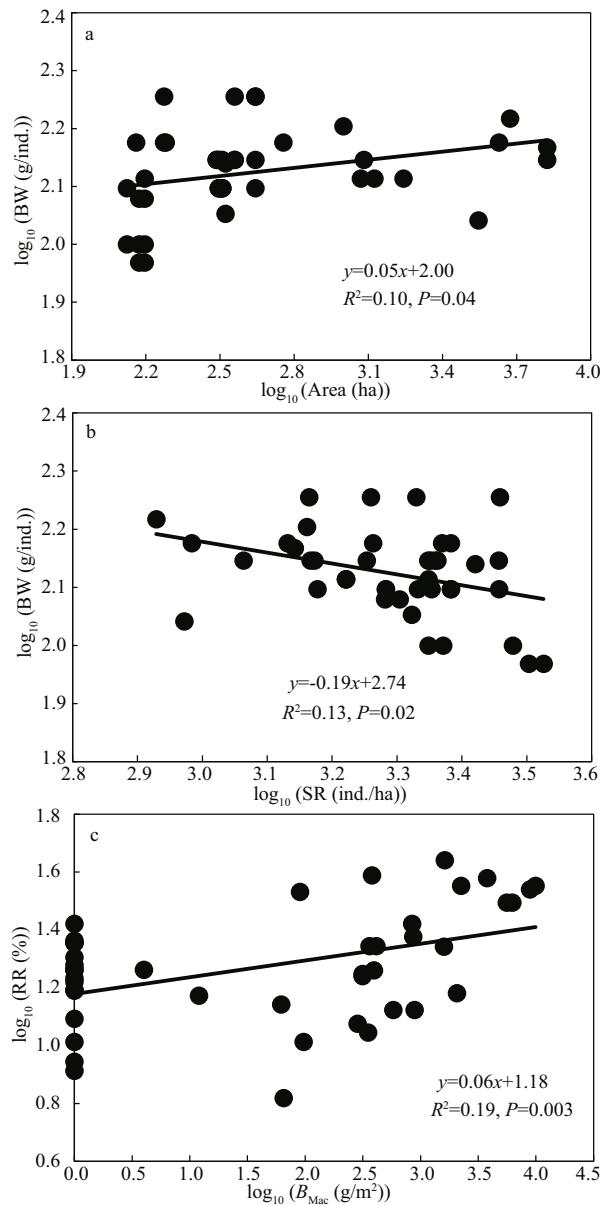 a
2.4
2.3
2.2
2.1
2.0
1.9
1.8
log₁₀ (BW (g/ind.))
y=0.05x+2.00
R²=0.10, P=0.04
1.9 2.2 2.5 2.8 3.1 3.4 3.7 4.0
log₁₀ (Area (ha))
b
2.4
2.3
2.2
2.1
2.0
1.9
1.8
log₁₀ (BW (g/ind.))
y=-0.19x+2.74
R²=0.13, P=0.02
2.8 2.9 3.0 3.1 3.2 3.3 3.4 3.5 3.6
log₁₀ (SR (ind./ha))
c
1.8
1.6
1.4
1.2
1.0
0.8
0.6
log₁₀ (RR (%))
y=0.06x+1.18
R²=0.19, P=0.003
0.0 0.5 1.0 1.5 2.0 2.5 3.0 3.5 4.0 4.5
log₁₀ (B_Mac (g/m²))